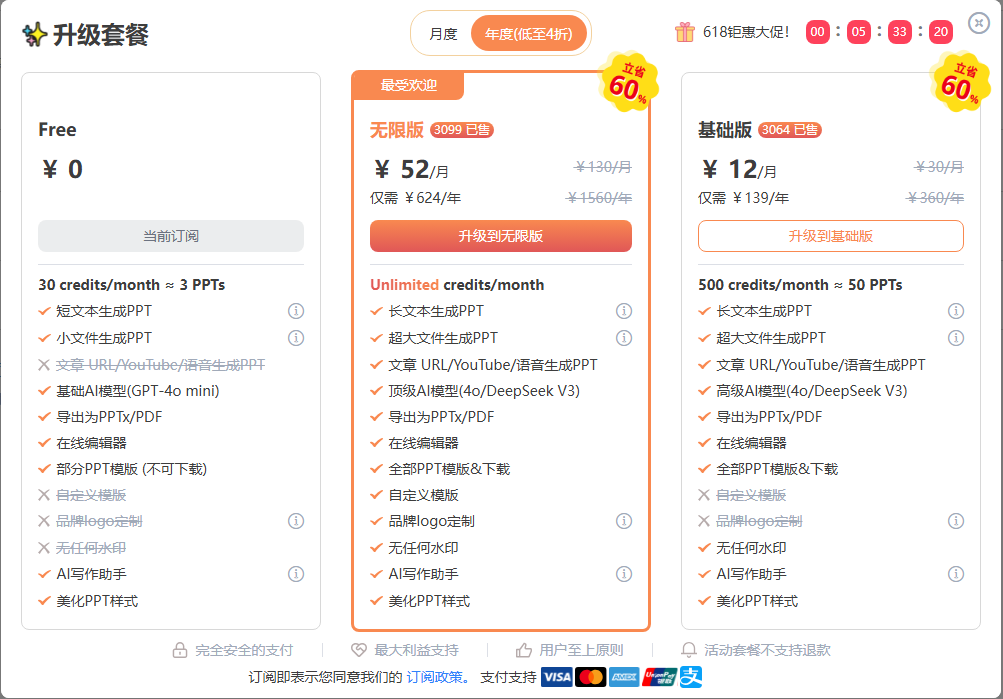 升级套餐
月度
年度(低至4折)
618钜惠大促!
00 : 05 : 33 : 20
Free
¥ 0
当前订阅
30 credits/month ≈ 3 PPTs
短文本生成PPT
小文件生成PPT
文章 URL/YouTube/语音生成PPT
基础AI模型(GPT-4o mini)
导出为PPTx/PDF
在线编辑器
部分PPT模版 (不可下载)
自定义模版
品牌logo定制
无任何水印
AI写作助手
美化PPT样式
最受欢迎
立省
60%
无限版 3099 已售
¥ 52/月 ¥130/月
仅需 ¥624/年 ¥1560/年
升级到无限版
Unlimited credits/month
长文本生成PPT
超大文件生成PPT
文章 URL/YouTube/语音生成PPT
顶级AI模型(4o/DeepSeek V3)
导出为PPTx/PDF
在线编辑器
全部PPT模版&下载
自定义模版
品牌logo定制
无任何水印
AI写作助手
美化PPT样式
立省
60%
基础版 3064 已售
¥ 12/月 ¥30/月
仅需 ¥139/年 ¥360/年
升级到基础版
500 credits/month ≈ 50 PPTs
长文本生成PPT
超大文件生成PPT
文章 URL/YouTube/语音生成PPT
高级AI模型(4o/DeepSeek V3)
导出为PPTx/PDF
在线编辑器
全部PPT模版&下载
自定义模版
品牌logo定制
无任何水印
AI写作助手
美化PPT样式
完全安全的支付
最大利益支持
用户至上原则
活动套餐不支持退款
订阅即表示您同意我们的 订阅政策。 支付支持 VISA MasterCard AMEX UnionPay 银联 支